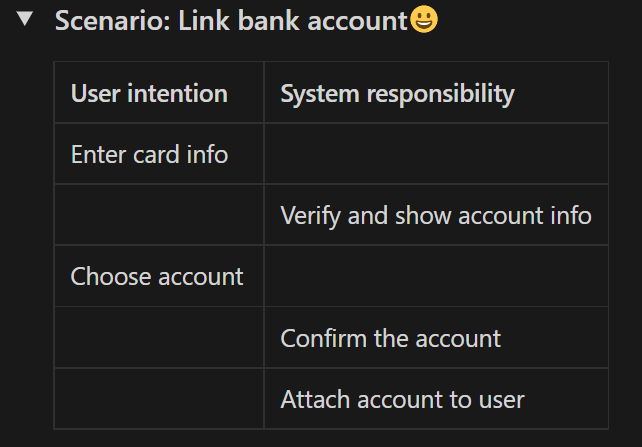 Scenario: Link bank account😀
User intention System responsibility
Enter card info
Verify and show account info
Choose account
Confirm the account
Attach account to user